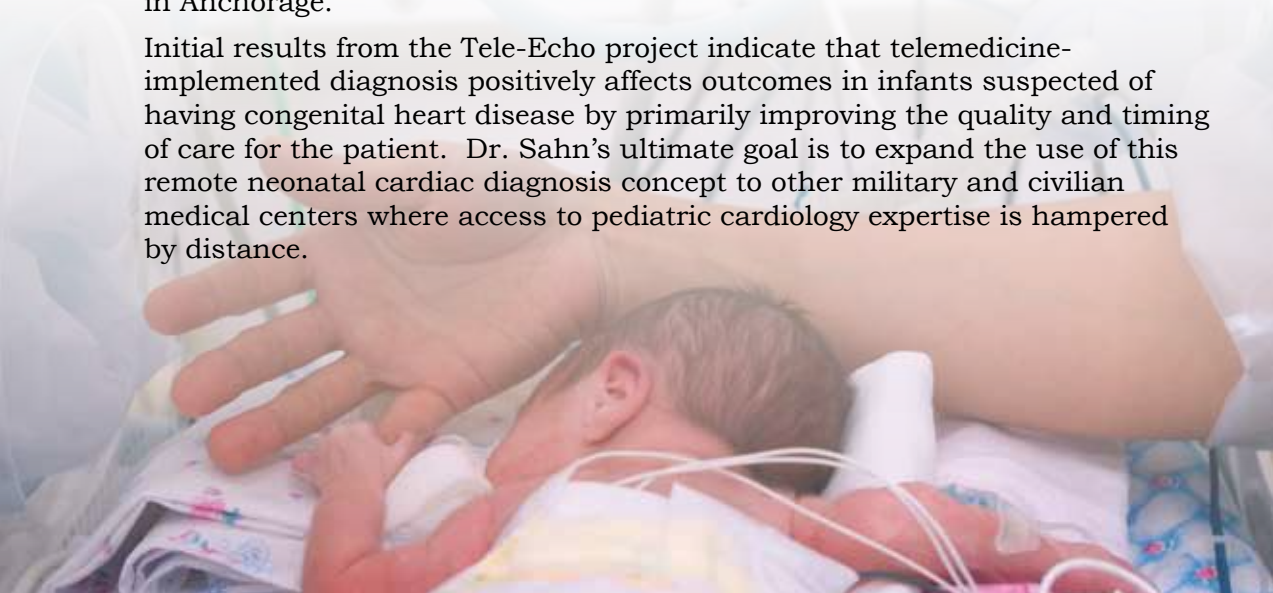 in Anchorage.
Initial results from the Tele-Echo project indicate that telemedicine-
implemented diagnosis positively affects outcomes in infants suspected of
having congenital heart disease by primarily improving the quality and timing
of care for the patient.  Dr. Sahn’s ultimate goal is to expand the use of this
remote neonatal cardiac diagnosis concept to other military and civilian
medical centers where access to pediatric cardiology expertise is hampered
by distance.